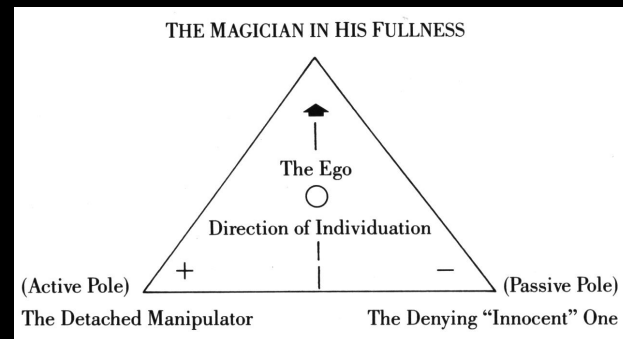 THE MAGICIAN IN HIS FULLNESS
The Ego
Direction of Individuation
+ −
(Active Pole) (Passive Pole)
The Detached Manipulator The Denying “Innocent” One